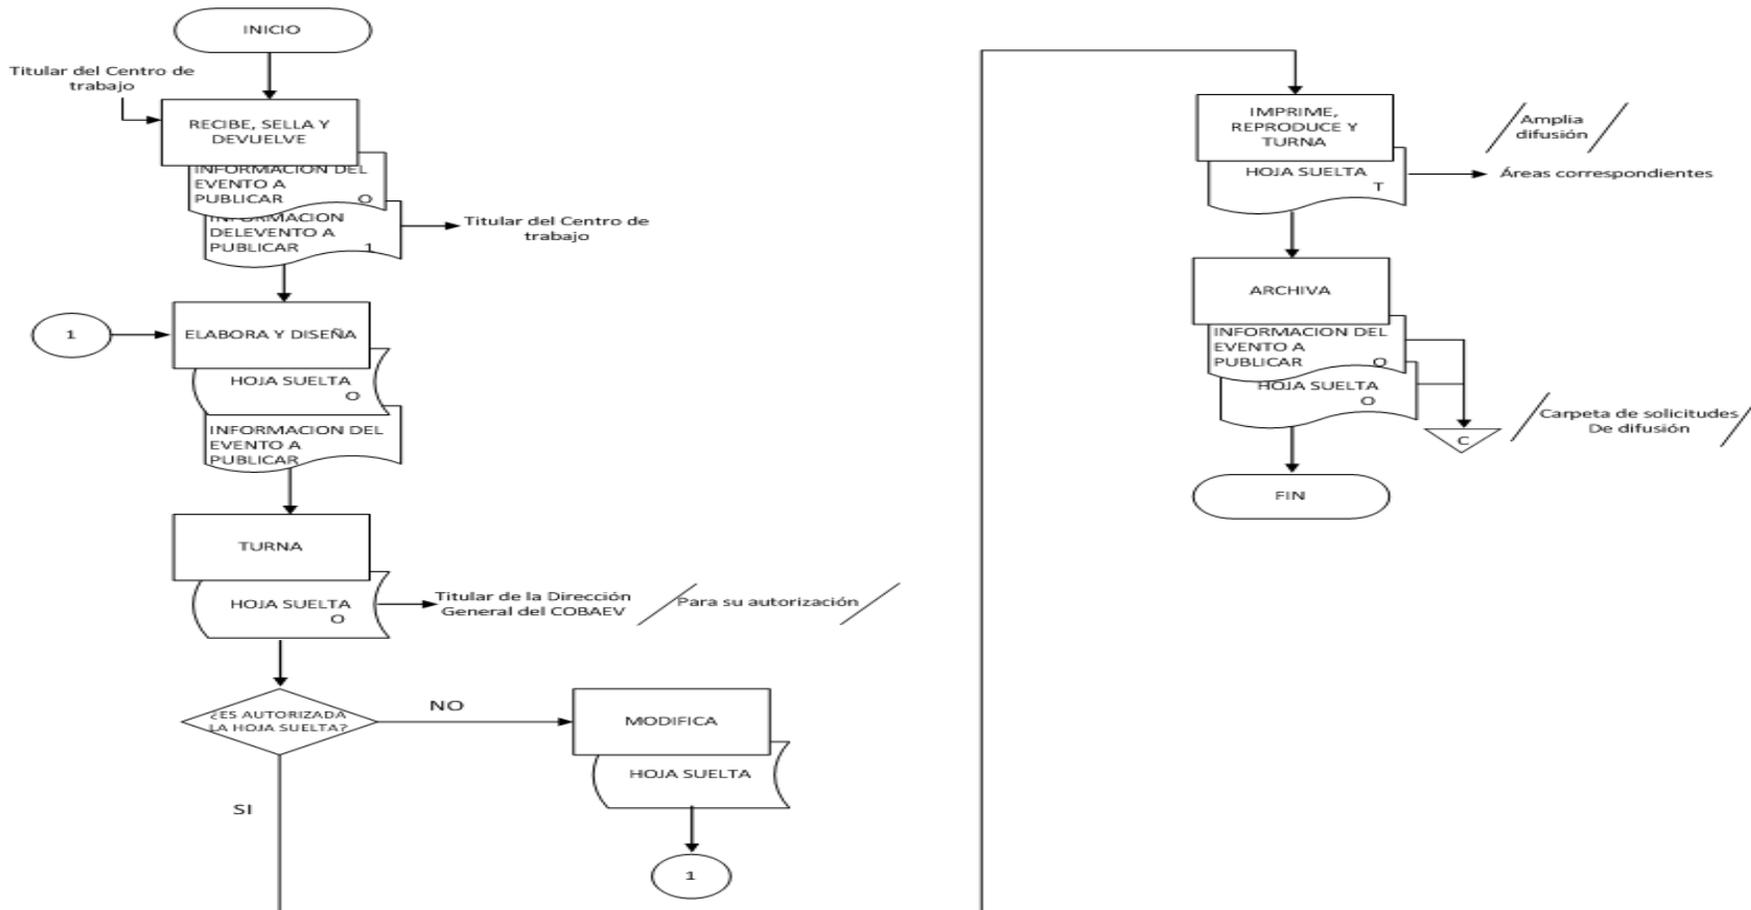 INICIO
Titular del Centro de
trabajo
RECIBE, SELLA Y
DEVUELVE
INFORMACION DEL
EVENTO A
PUBLICAR O
INFORMACION
DELEVENTO A
PUBLICAR 1
Titular del Centro de
trabajo
1
ELABORA Y DISEÑA
HOJA SUELTA
O
INFORMACION DEL
EVENTO A
PUBLICAR
TURNA
HOJA SUELTA
O
Titular de la Dirección
General del COBAEV
Para su autorización
¿ES AUTORIZADA
LA HOJA SUELTA?
NO
MODIFICA
HOJA SUELTA
1
SI
IMPRIME,
REPRODUCE Y
TURNA
HOJA SUELTA
T
Amplia
difusión
Áreas correspondientes
ARCHIVA
INFORMACION DEL
EVENTO A
PUBLICAR O
HOJA SUELTA
O
C
Carpeta de solicitudes
De difusión
FIN